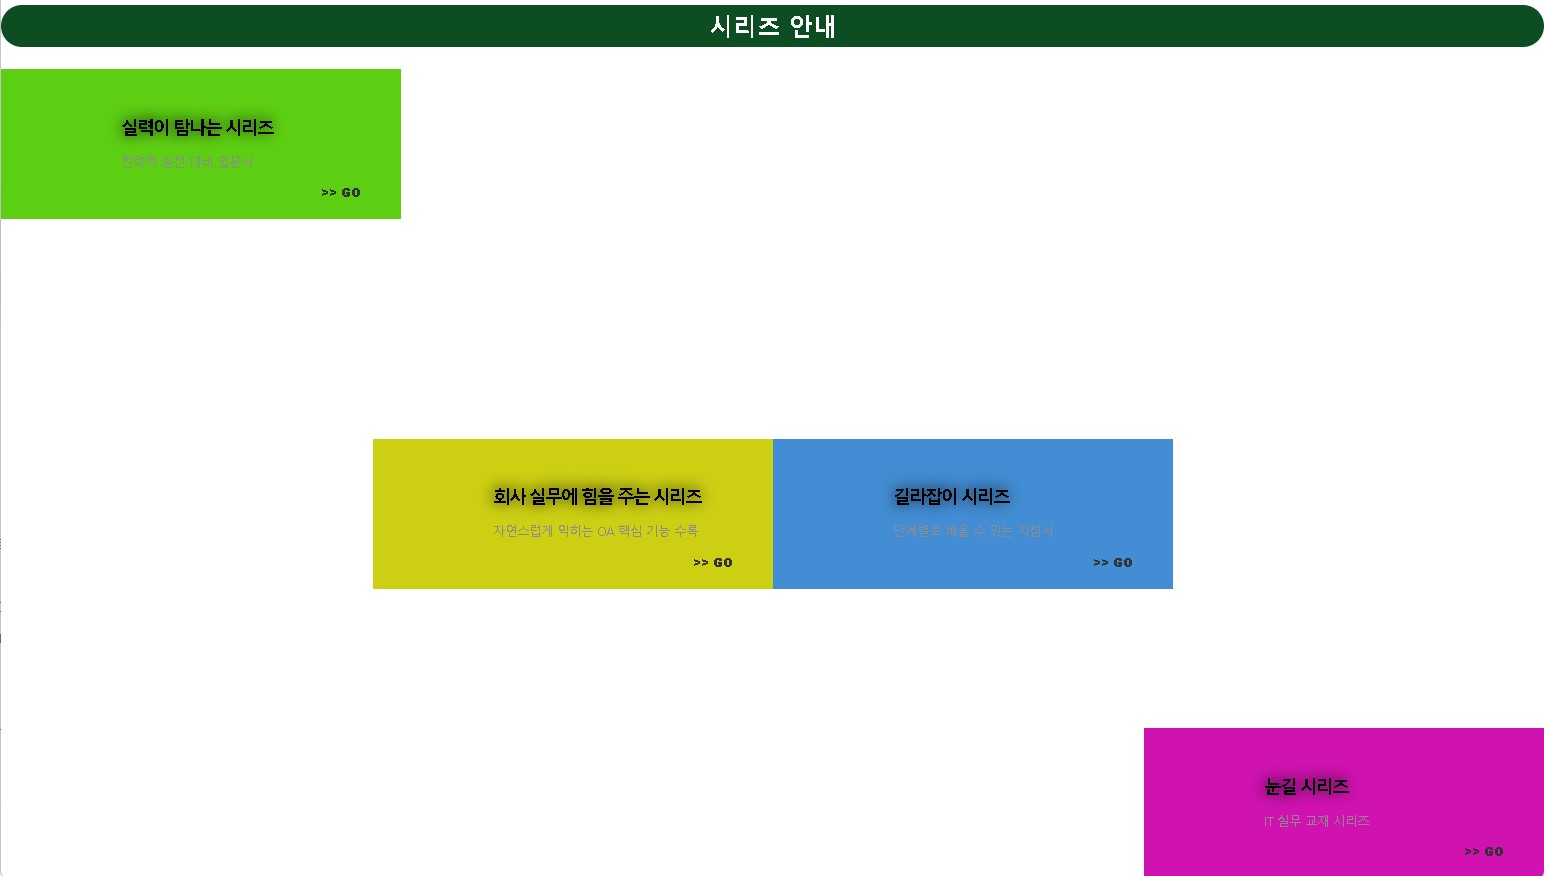 시리즈 안내
실력이 탐나는 시리즈
전략적 실전 대비 입문서
>> GO
회사 실무에 힘을 주는 시리즈
자연스럽게 익히는 OA 핵심 기능 수록
>> GO
길라잡이 시리즈
단계별로 배울 수 있는 지침서
>> GO
눈길 시리즈
IT 실무 교재 시리즈
>> GO